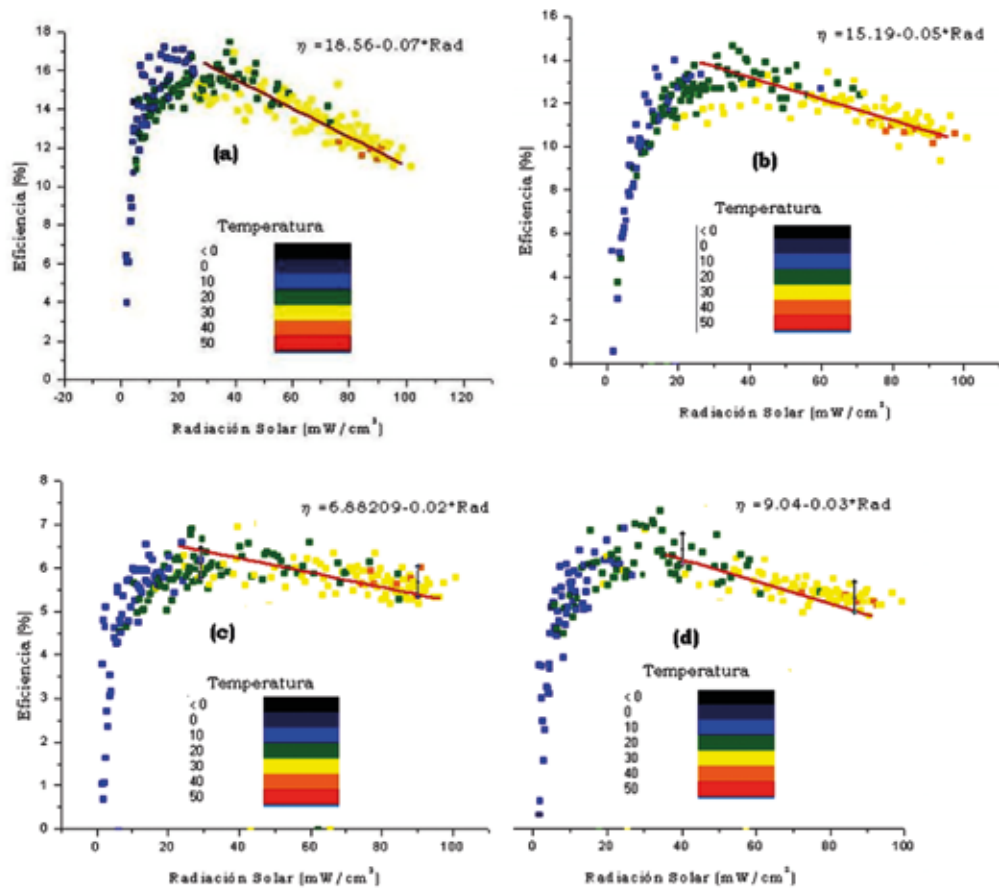 η =18.56-0.07*Rad
18
16
14
12
10
8
6
4
2
0
Eficiencia [%]
(a)
Temperatura
< 0
0
10
20
30
40
50
-20 0 20 40 60 80 100 120
Radiación Solar [mW/cm²]
η =15.19-0.05*Rad
16
14
12
10
8
6
4
2
0
Eficiencia [%]
(b)
Temperatura
< 0
0
10
20
30
40
50
0 20 40 60 80 100
Radiación Solar [mW/cm²]
η =6.88209-0.02*Rad
8
7
6
5
4
3
2
1
0
Eficiencia [%]
(c)
Temperatura
< 0
0
10
20
30
40
50
0 20 40 60 80 100
Radiación Solar [mW/cm²]
η =9.04-0.03*Rad
(d)
Temperatura
< 0
0
10
20
30
40
50
0 20 40 60 80 100
Radiación Solar [mW/cm²]